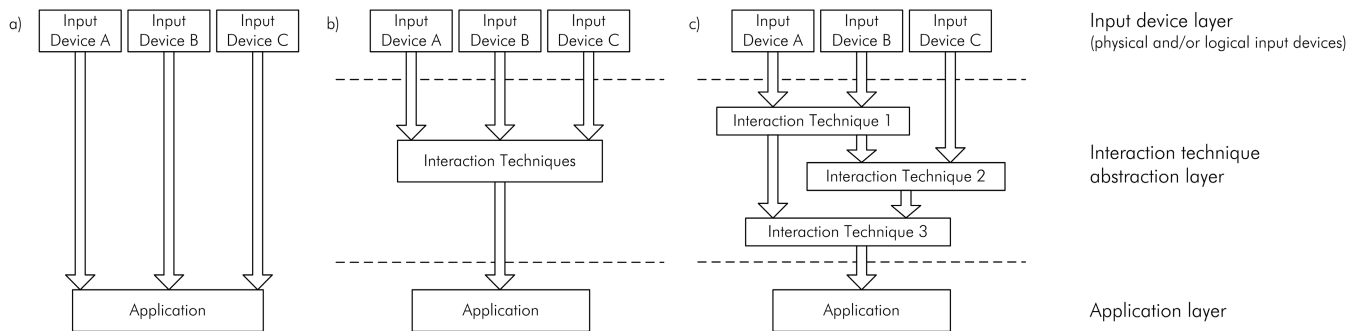 a)
Input
Device A
Input
Device B
Input
Device C
Application
b)
Input
Device A
Input
Device B
Input
Device C
Interaction Techniques
Application
c)
Input
Device A
Input
Device B
Input
Device C
Interaction Technique 1
Interaction Technique 2
Interaction Technique 3
Application
Input device layer
(physical and/or logical input devices)
Interaction technique
abstraction layer
Application layer